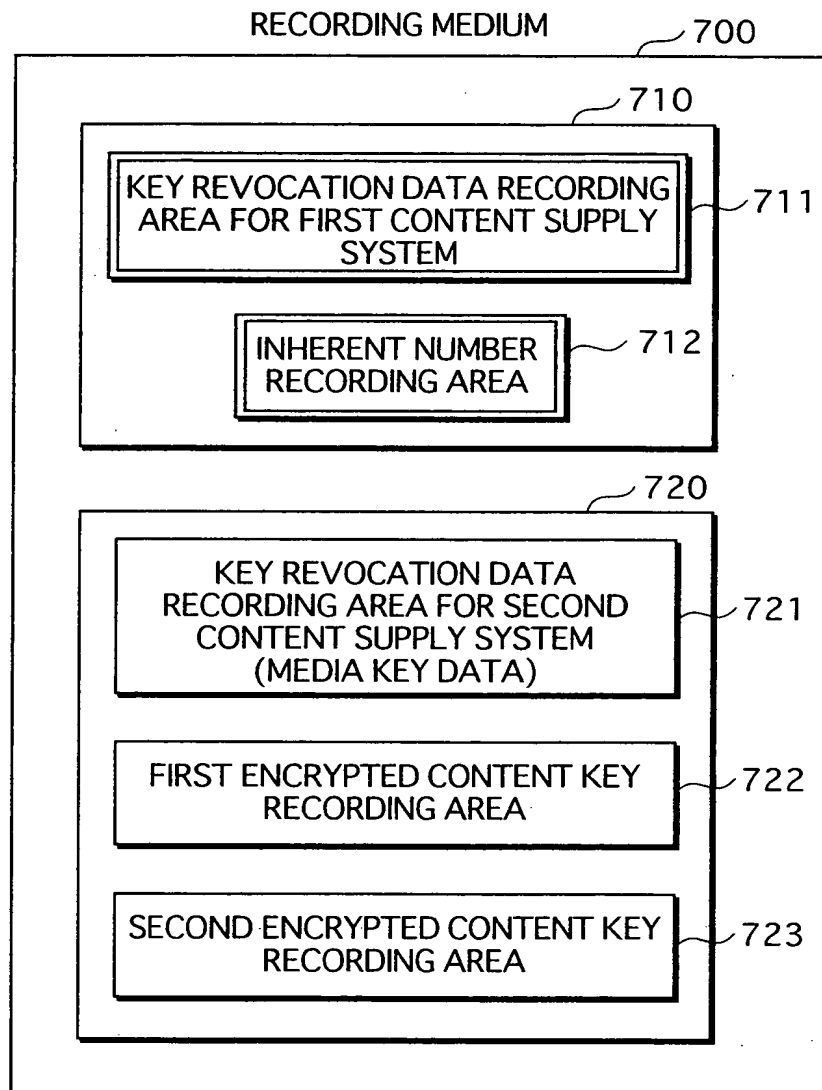 RECORDING MEDIUM
700
710
KEY REVOCATION DATA RECORDING
AREA FOR FIRST CONTENT SUPPLY
SYSTEM
711
INHERENT NUMBER
RECORDING AREA
712
720
KEY REVOCATION DATA
RECORDING AREA FOR SECOND
CONTENT SUPPLY SYSTEM
(MEDIA KEY DATA)
721
FIRST ENCRYPTED CONTENT KEY
RECORDING AREA
722
SECOND ENCRYPTED CONTENT KEY
RECORDING AREA
723